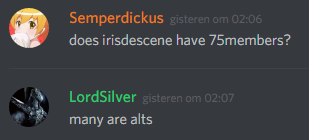 Semperdickus gisteren om 02:06
does irisdescene have 75members?
LordSilver gisteren om 02:07
many are alts